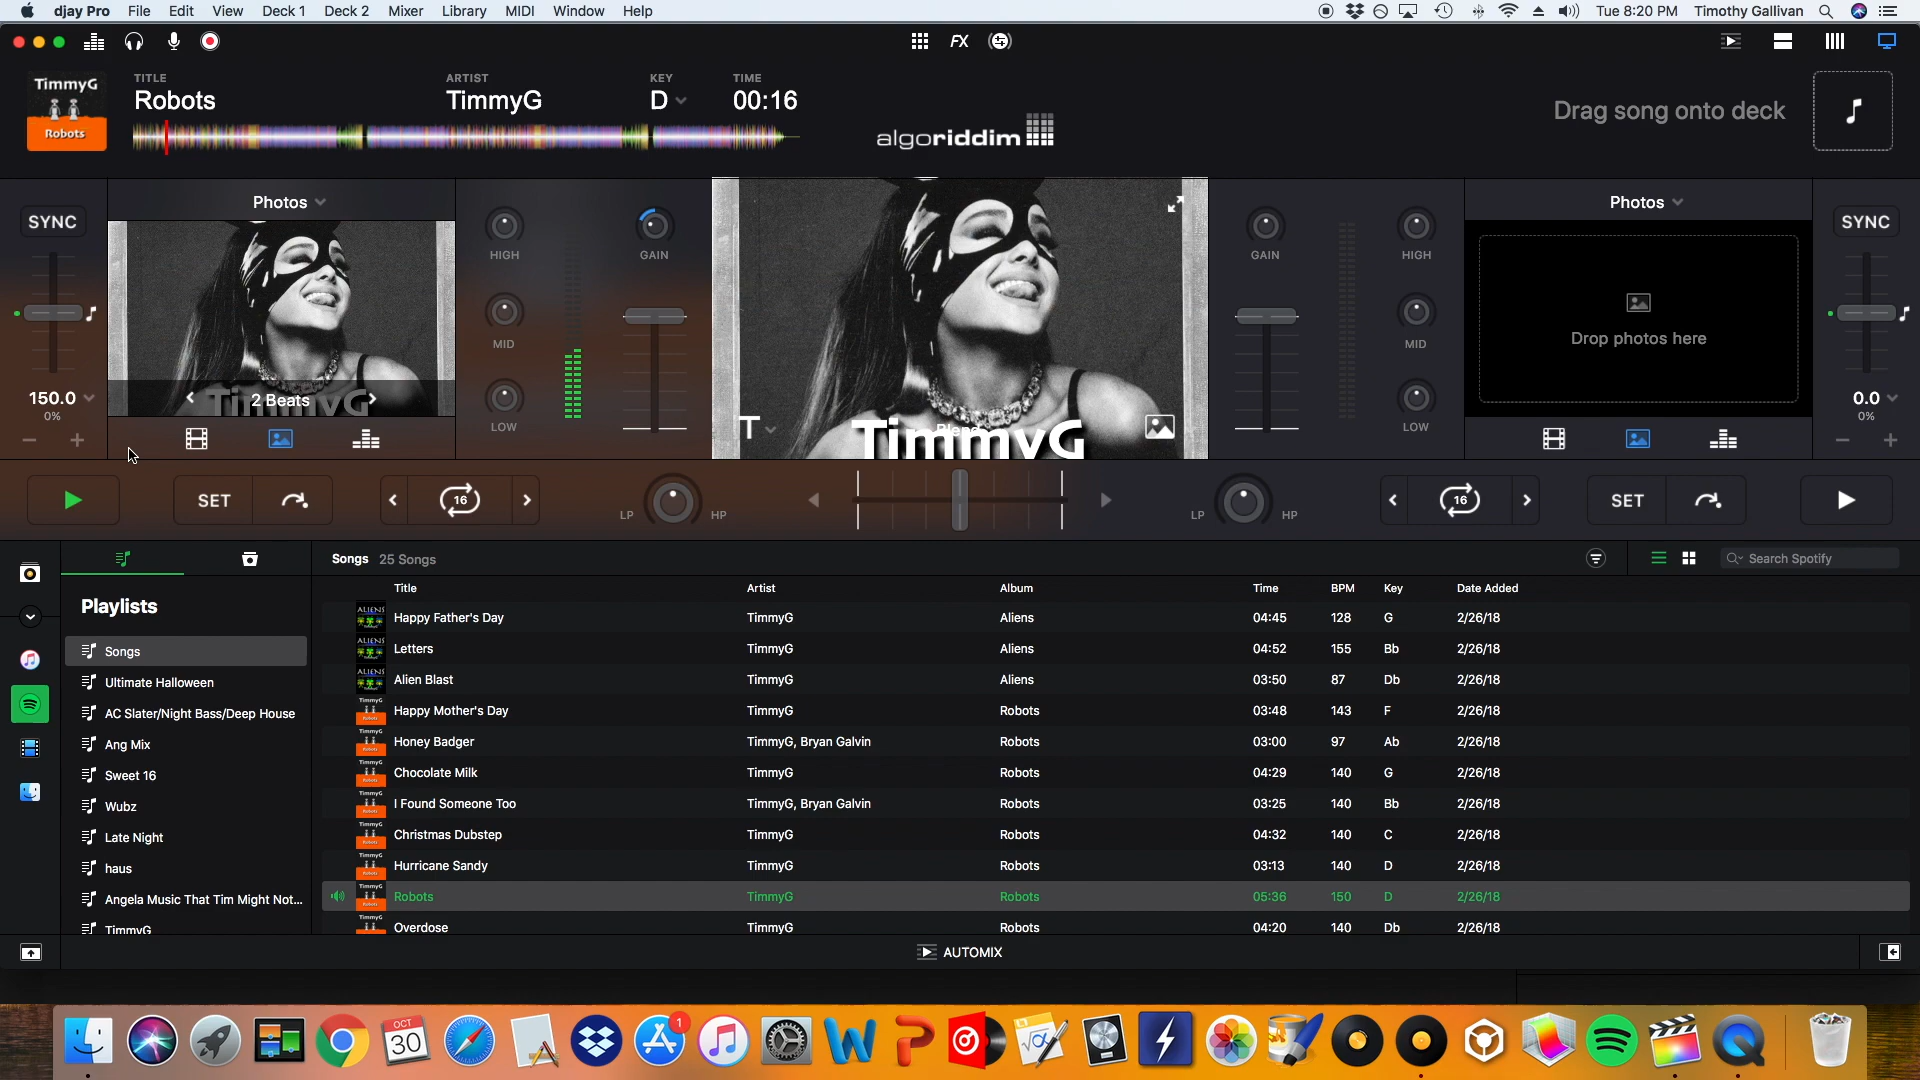 djay Pro File Edit View Deck 1 Deck 2 Mixer Library MIDI Window Help Tue 8:20 PM Timothy Gallivan
FX
TimmyG
Robots
TITLE ARTIST KEY TIME
Robots TimmyG D 00:16
algoriddim
Drag song onto deck
SYNC Photos Photos SYNC
HIGH GAIN GAIN HIGH
MID MID
Drop photos here
LOW LOW
150.0
0%
2 Beats
TimmyG
T
TimmyG
0.0
0%
SET 16 LP HP LP HP 16 SET
Songs 25 Songs Search Spotify
Playlists
Songs
Ultimate Halloween
AC Slater/Night Bass/Deep House
Ang Mix
Sweet 16
Wubz
Late Night
haus
Angela Music That Tim Might Not...
TimmyG
Title Artist Album Time BPM Key Date Added
Happy Father's Day TimmyG Aliens 04:45 128 G 2/26/18
Letters TimmyG Aliens 04:52 155 Bb 2/26/18
Alien Blast TimmyG Aliens 03:50 87 Db 2/26/18
Happy Mother's Day TimmyG Robots 03:48 143 F 2/26/18
Honey Badger TimmyG, Bryan Galvin Robots 03:00 97 Ab 2/26/18
Chocolate Milk TimmyG Robots 04:29 140 G 2/26/18
I Found Someone Too TimmyG, Bryan Galvin Robots 03:25 140 Bb 2/26/18
Christmas Dubstep TimmyG Robots 04:32 140 C 2/26/18
Hurricane Sandy TimmyG Robots 03:13 140 D 2/26/18
Robots TimmyG Robots 05:36 150 D 2/26/18
Overdose TimmyG Robots 04:20 140 Db 2/26/18
AUTOMIX
OCT
30
1